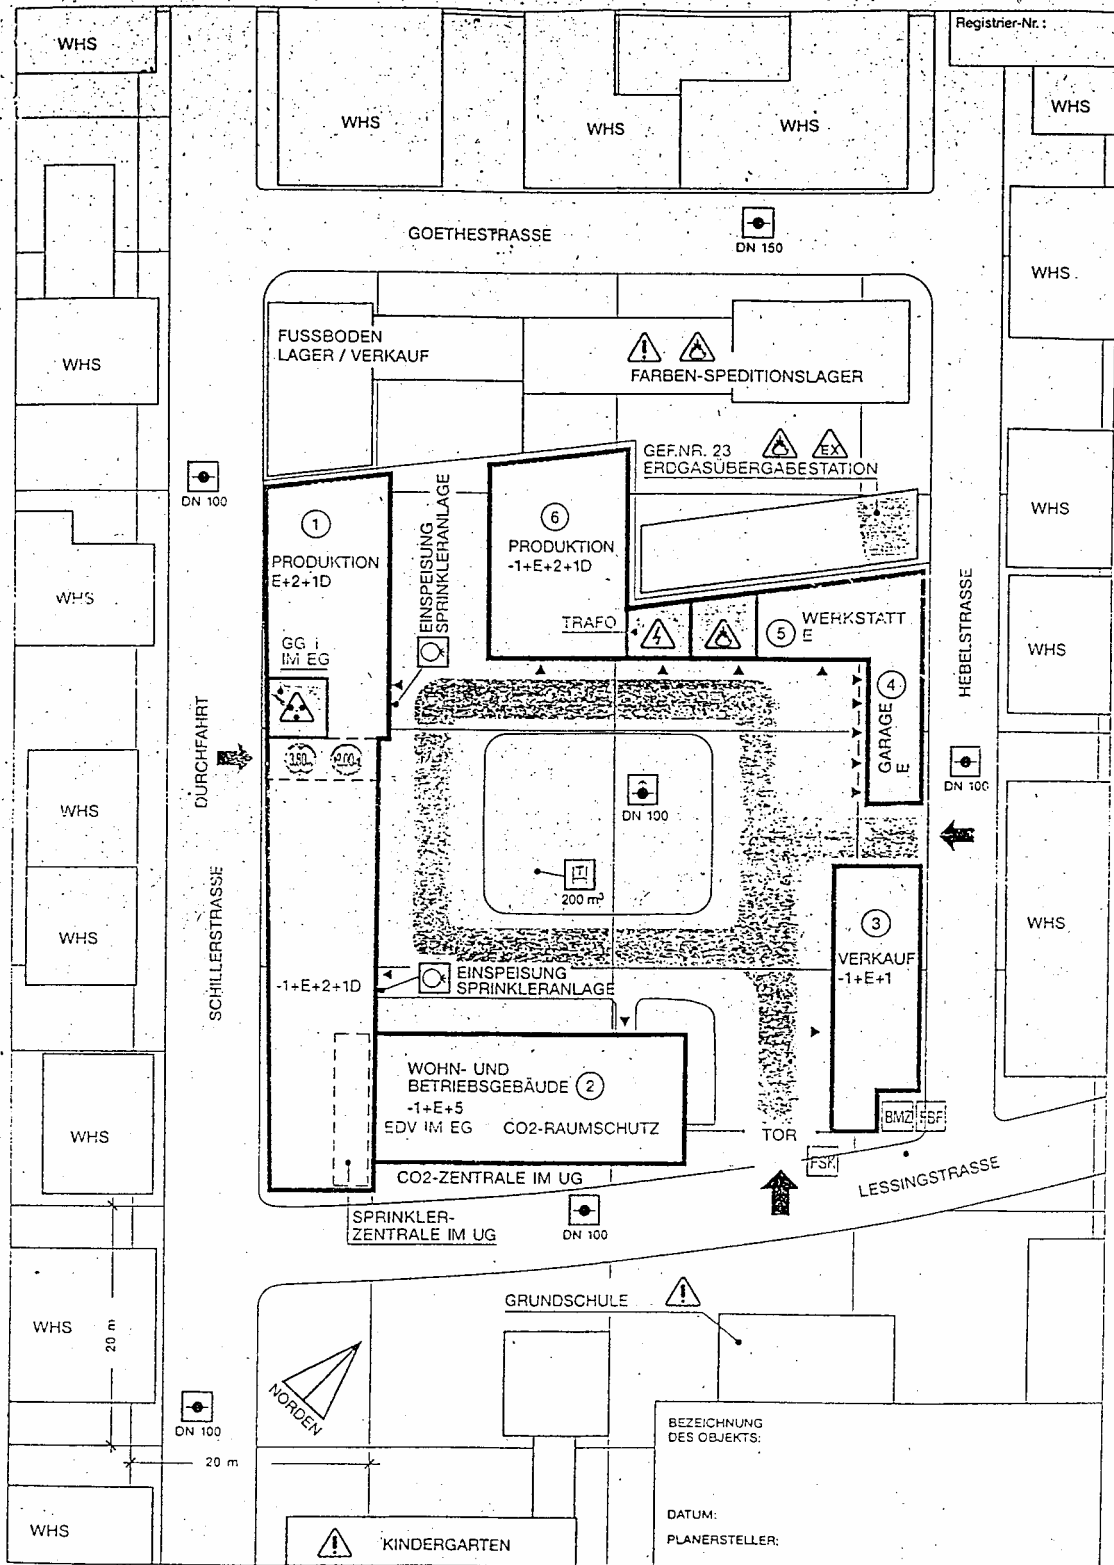 Registrier-Nr.:
WHS
WHS
WHS
WHS
WHS
GOETHESTRASSE
DN 150
WHS
FUSSBODEN
LAGER / VERKAUF
!
FARBEN-SPEDITIONSLAGER
WHS
GEF.NR. 23
EX
ERDGASÜBERGABESTATION
DN 100
WHS
1
PRODUKTION
E+2+1D
EINSPEISUNG
SPRINKLERANLAGE
6
PRODUKTION
-1+E+2+1D
WHS
TRAFO
5
WERKSTATT
E
HEBELSTRASSE
WHS
GG I
IM EG
4
GARAGE
E
DURCHFAHRT
DN 100
DN 100
WHS
200 m³
SCHILLERSTRASSE
WHS
3
VERKAUF
-1+E+1
WHS
-1+E+2+1D
EINSPEISUNG
SPRINKLERANLAGE
WOHN- UND
BETRIEBSGEBÄUDE
2
-1+E+5
EDV IM EG
CO2-RAUMSCHUTZ
WHS
TOR
BMZ
FBF
FSK
CO2-ZENTRALE IM UG
LESSINGSTRASSE
SPRINKLER-
ZENTRALE IM UG
DN 100
GRUNDSCHULE
!
WHS
20 m
NORDEN
DN 100
20 m
BEZEICHNUNG
DES OBJEKTS:
DATUM:
PLANERSTELLER:
WHS
!
KINDERGARTEN